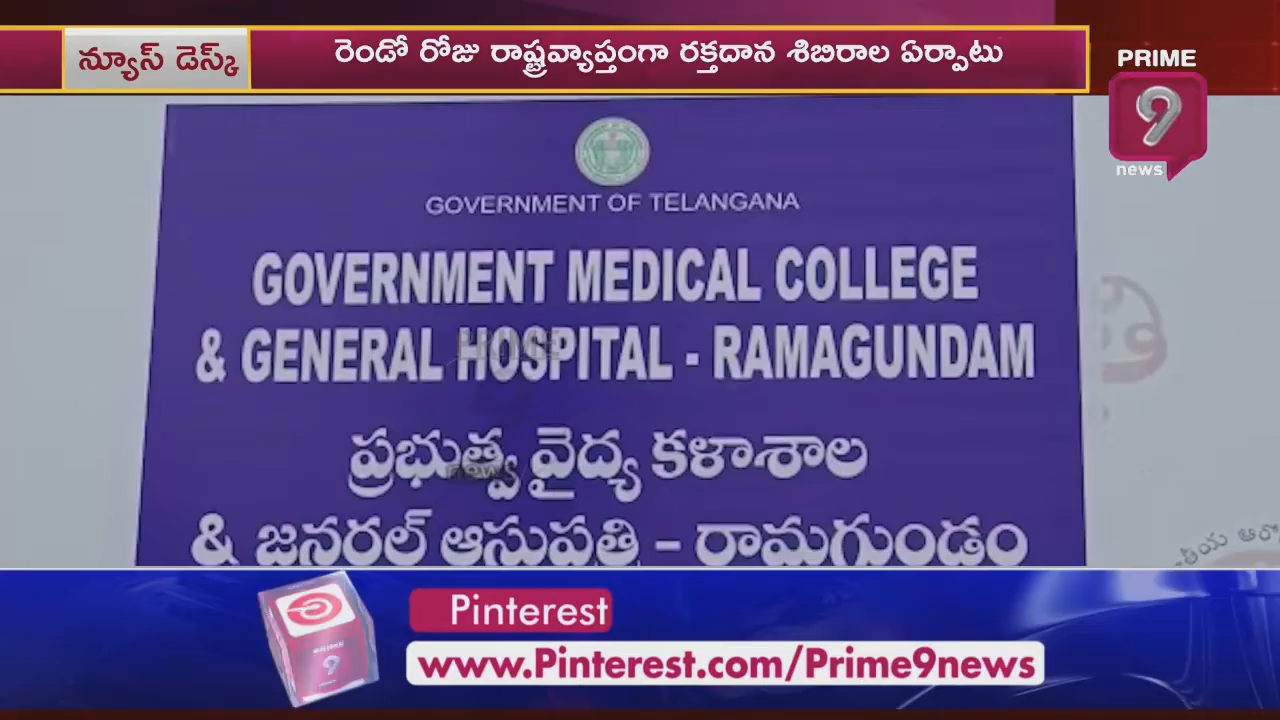 న్యూస్ డెస్క్
రెండో రోజు రాష్ట్రవ్యాప్తంగా రక్తదాన శిబిరాల ఏర్పాటు
PRIME
9
news
GOVERNMENT OF TELANGANA
GOVERNMENT MEDICAL COLLEGE
& GENERAL HOSPITAL - RAMAGUNDAM
ప్రభుత్వ వైద్య కళాశాల
& జనరల్ ఆసుపత్రి – రామగుండం
Pinterest
www.Pinterest.com/Prime9news